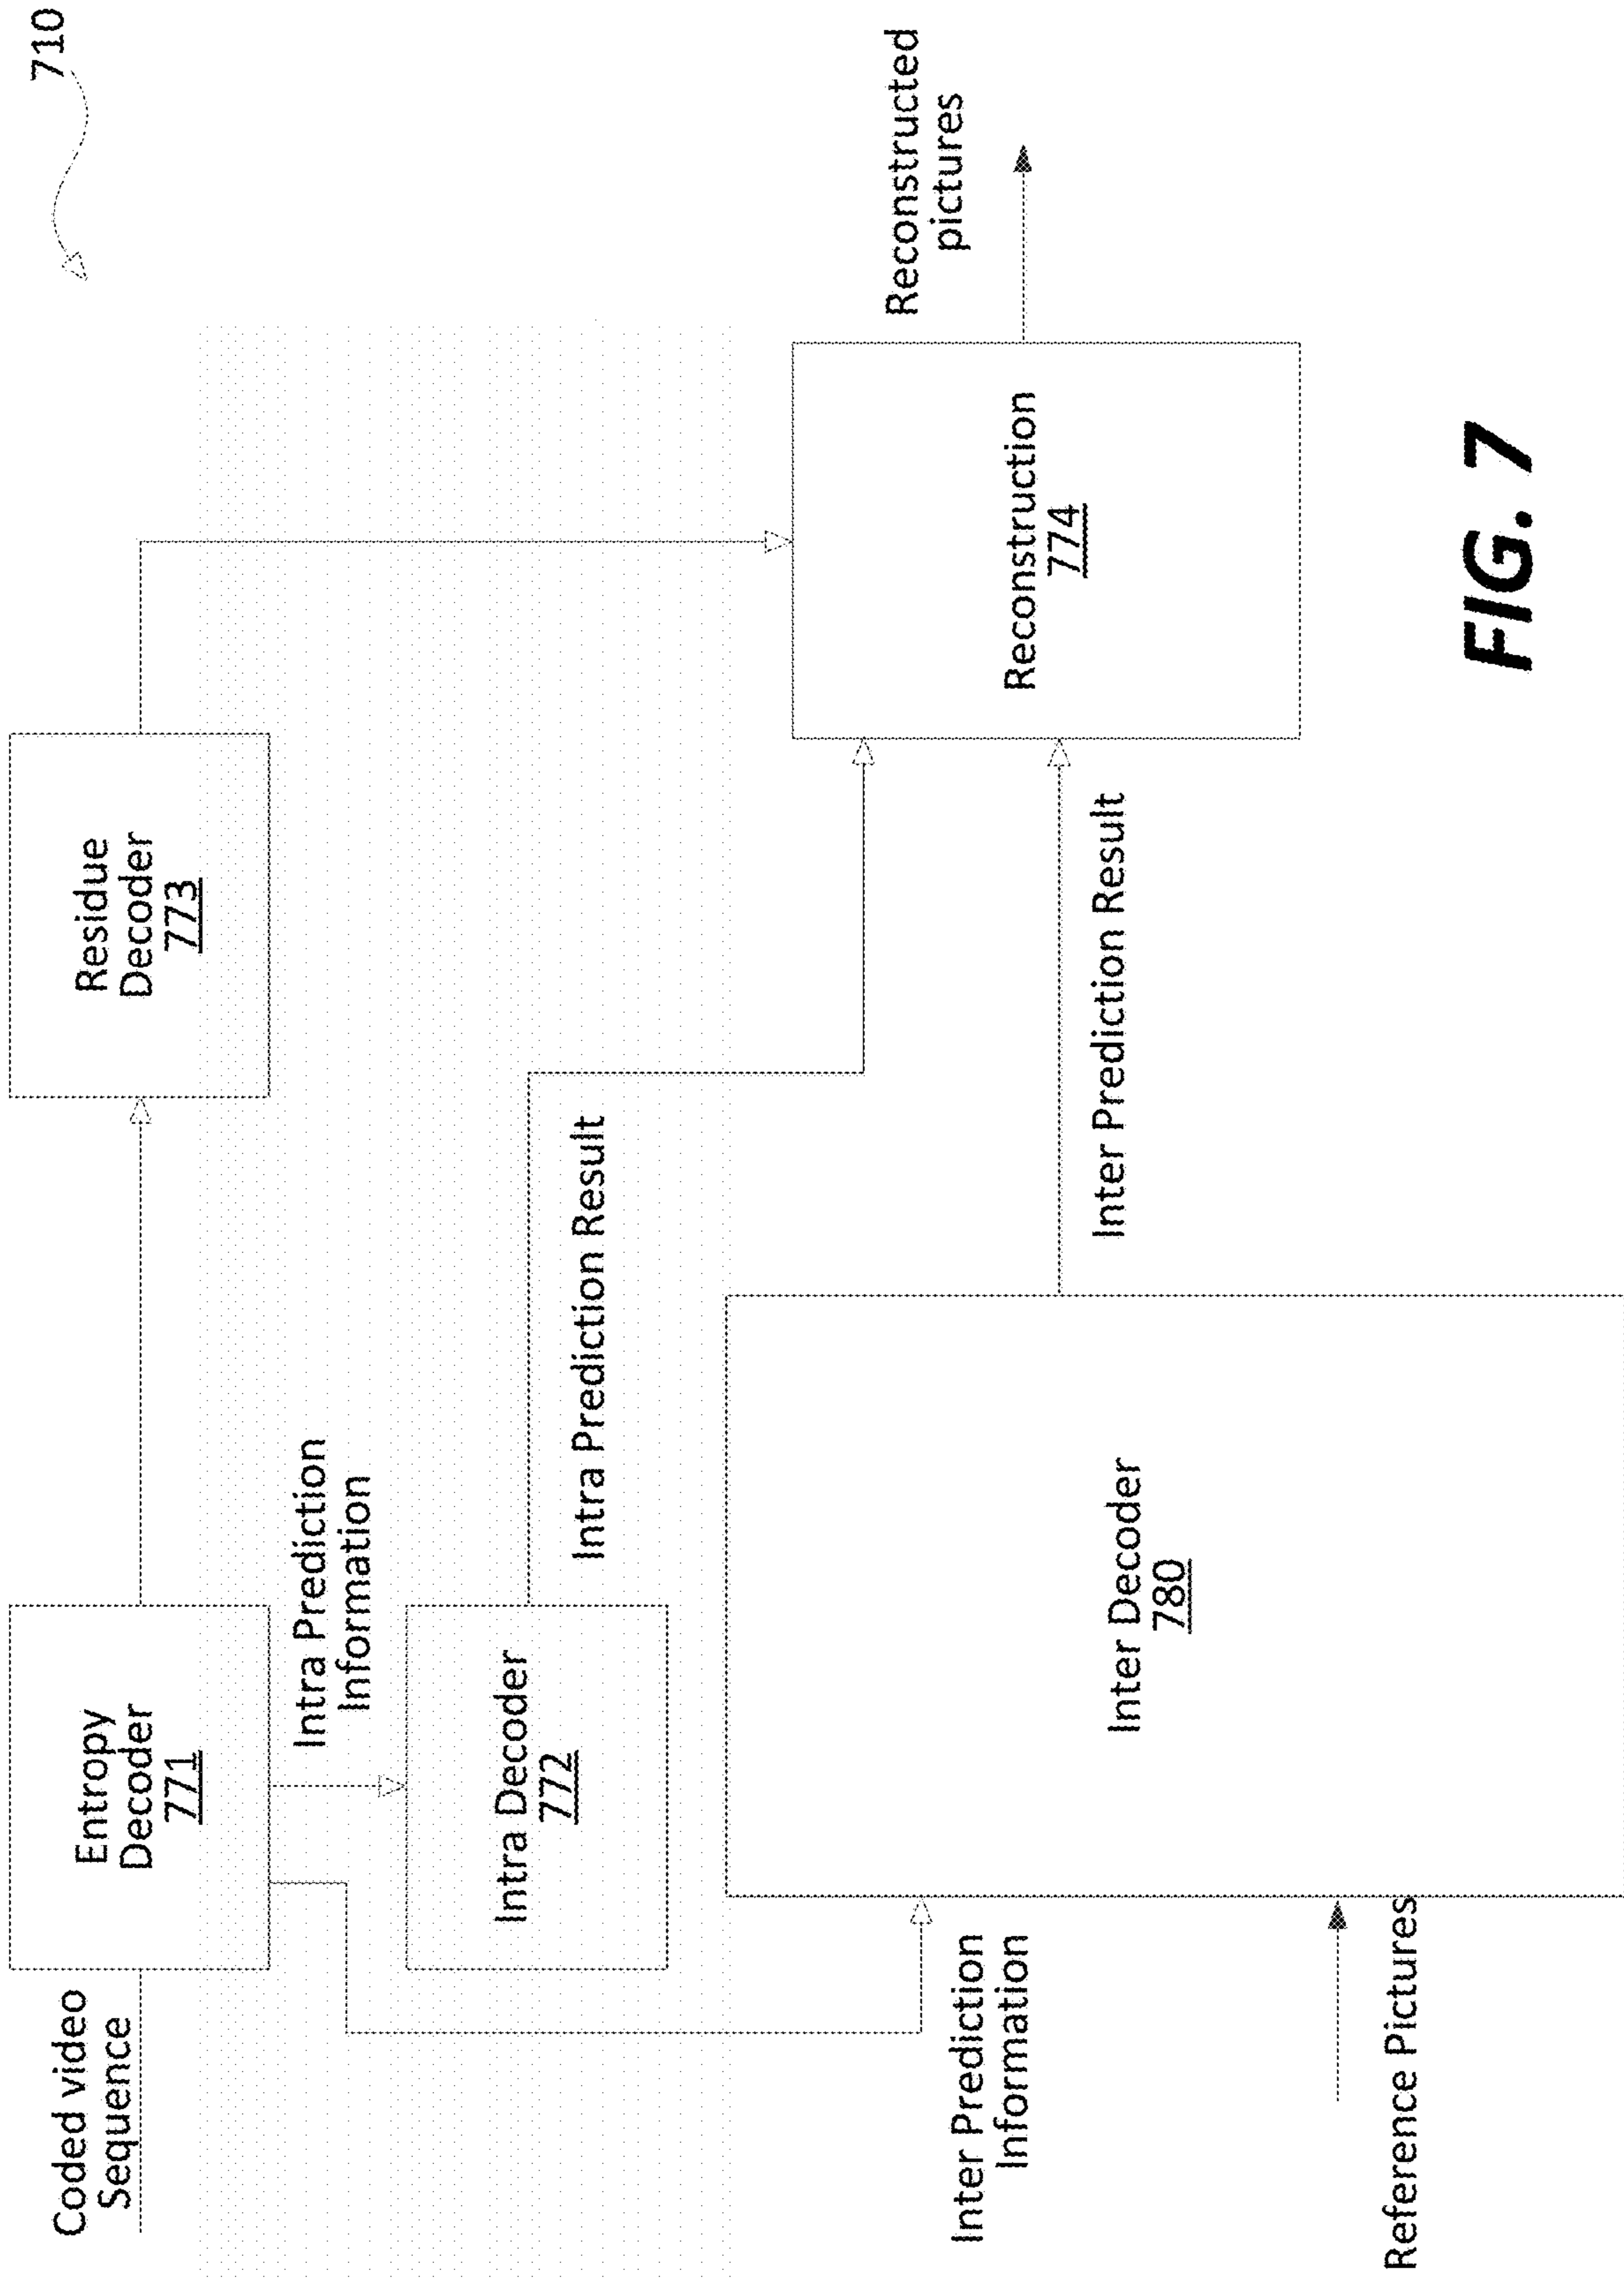 710
Coded video
Sequence
Entropy
Decoder
771
Residue
Decoder
773
Intra Prediction
Information
Intra Decoder
772
Intra Prediction Result
Reconstructed
pictures
Reconstruction
774
Inter Prediction
Information
Inter Decoder
780
Inter Prediction Result
Reference Pictures
FIG. 7